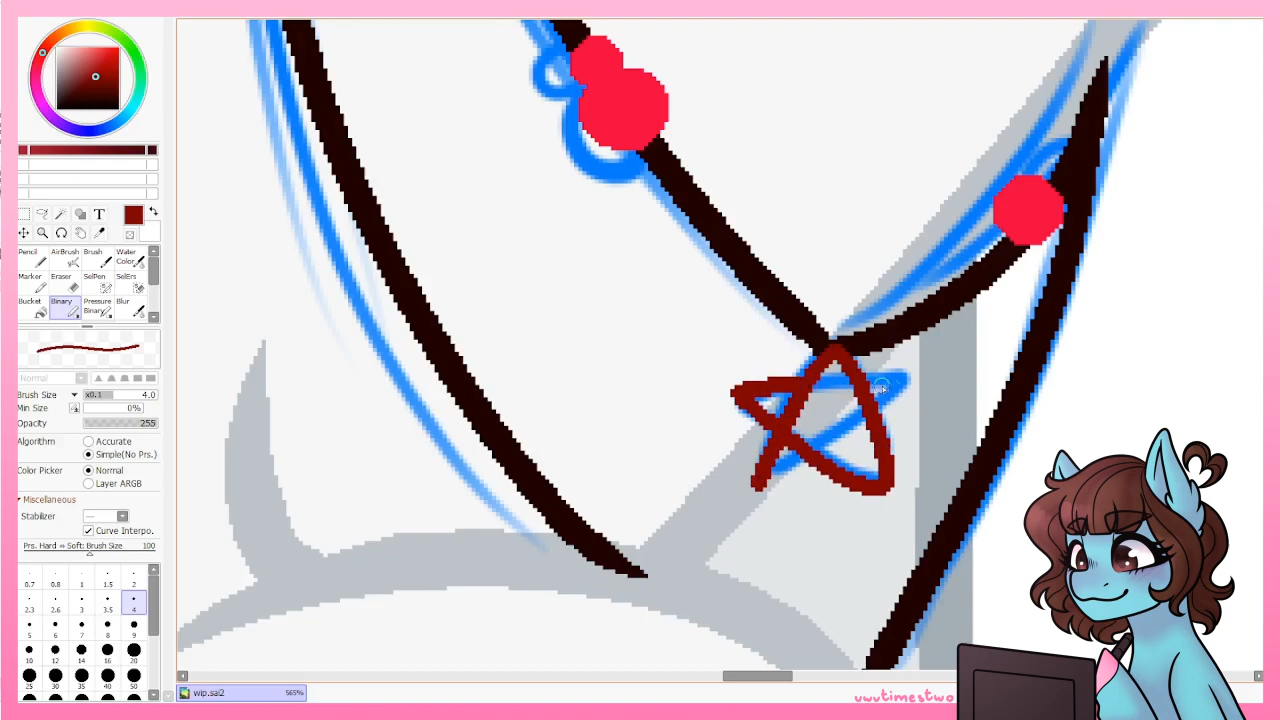 T
Pencil AirBrush Brush Water Color
Marker Eraser SelPen SelErs
Bucket Binary Pressure Binary Blur
Normal
Brush Size x0.1 4.0
Min Size 0%
Opacity 255
Algorithm Accurate
Simple(No Prs.)
Color Picker Normal
Layer ARGB
Miscellaneous
Stabilizer
Curve Interpo.
Prs. Hard ⇔ Soft: Brush Size 100
0.7 0.8 1 1.5 2
2.3 2.6 3 3.5 4
5 6 7 8 9
10 12 14 16 20
25 30 35 40 50
wip.sai2 565%
uwutimestwo